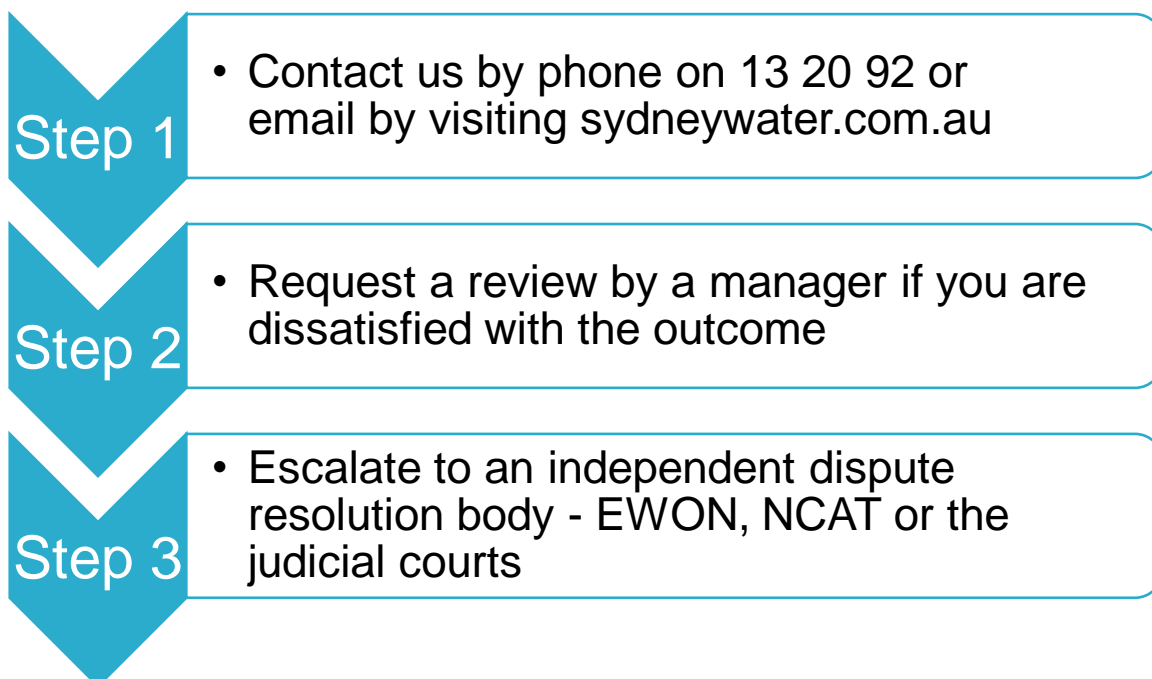 Step 1
• Contact us by phone on 13 20 92 or
email by visiting sydneywater.com.au
Step 2
• Request a review by a manager if you are
dissatisfied with the outcome
Step 3
• Escalate to an independent dispute
resolution body - EWON, NCAT or the
judicial courts